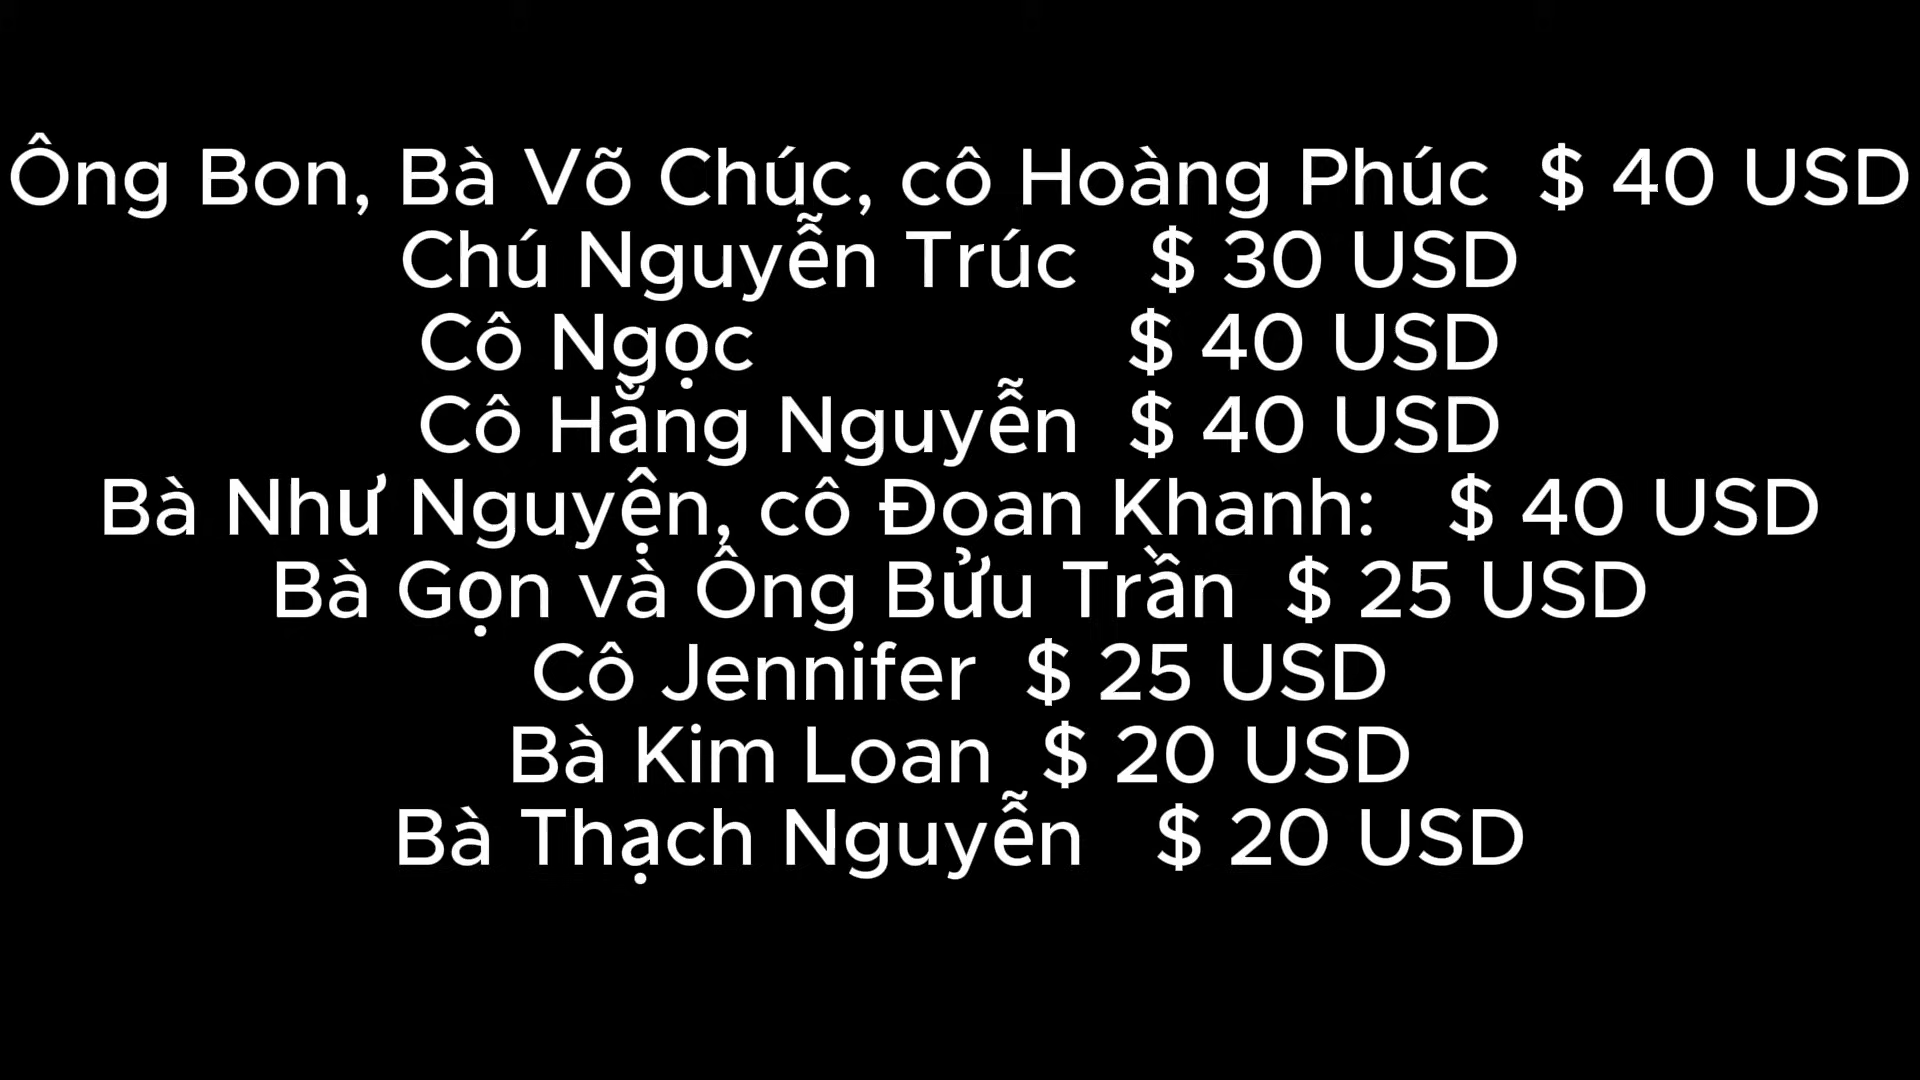 Ông Bon, Bà Võ Chúc, cô Hoàng Phúc $ 40 USD
Chú Nguyễn Trúc $ 30 USD
Cô Ngọc $ 40 USD
Cô Hằng Nguyễn $ 40 USD
Bà Như Nguyện, cô Đoan Khanh: $ 40 USD
Bà Gọn và Ông Bửu Trần $ 25 USD
Cô Jennifer $ 25 USD
Bà Kim Loan $ 20 USD
Bà Thạch Nguyễn $ 20 USD